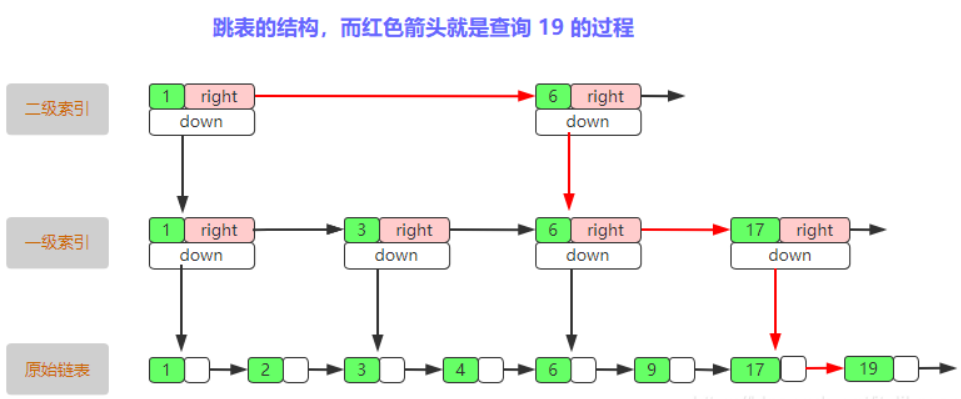 跳表的结构，而红色箭头就是查询 19 的过程
二级索引
1 right 6 right
down down
一级索引
1 right 3 right 6 right 17 right
down down down down
原始链表
1 2 3 4 6 9 17 19